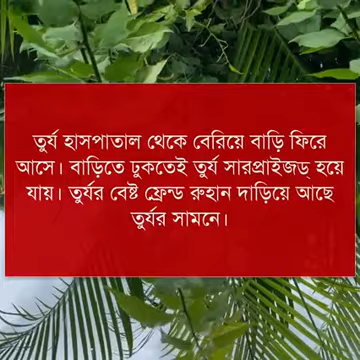 তুর্য হাসপাতাল থেকে বেরিয়ে বাড়ি ফিরে
আসে। বাড়িতে ঢুকতেই তুর্য সারপ্রাইজড হয়ে
যায়। তুর্যর বেষ্ট ফ্রেন্ড রুহান দাড়িয়ে আছে
তুর্যর সামনে।